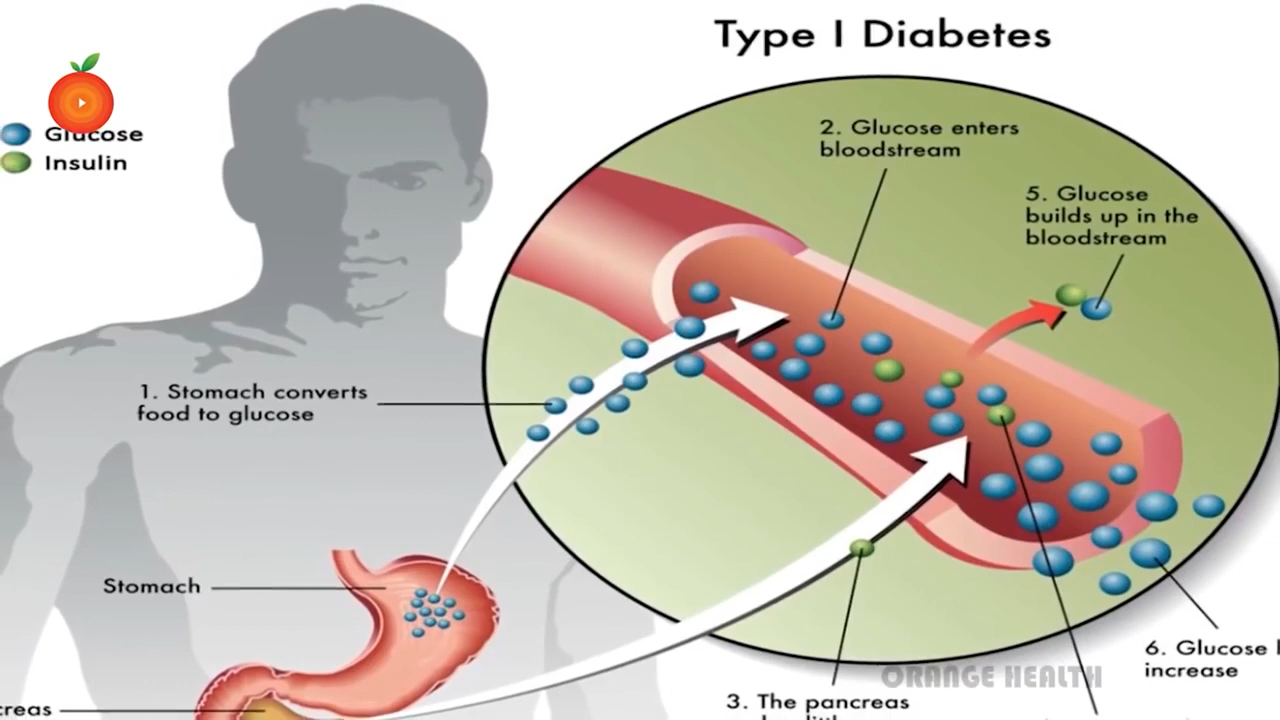 Type I Diabetes
Glucose
Insulin
2. Glucose enters
bloodstream
5. Glucose
builds up in the
bloodstream
1. Stomach converts
food to glucose
Stomach
6. Glucose
increase
ORANGE HEALTH
3. The pancreas